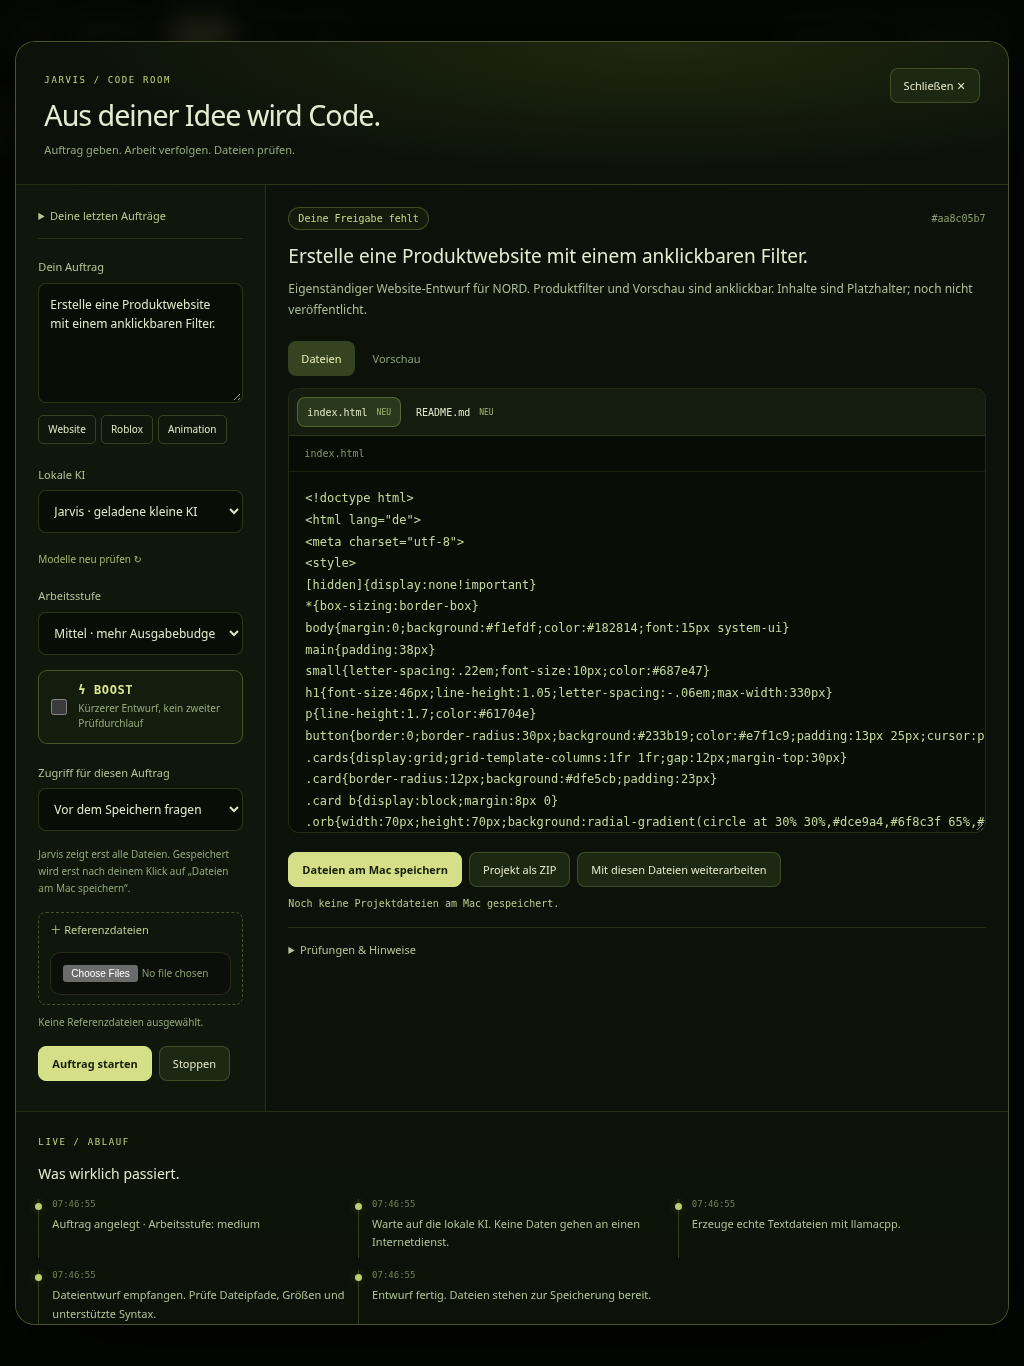 JARVIS / CODE ROOM
Aus deiner Idee wird Code.
Auftrag geben. Arbeit verfolgen. Dateien prüfen.
Schließen ✕
▶ Deine letzten Aufträge
Dein Auftrag
Erstelle eine Produktwebsite
mit einem anklickbaren Filter.
Website
Roblox
Animation
Lokale KI
Jarvis · geladene kleine KI
Modelle neu prüfen ↻
Arbeitsstufe
Mittel · mehr Ausgabebudge
ϟ BOOST
Kürzerer Entwurf, kein zweiter
Prüfdurchlauf
Zugriff für diesen Auftrag
Vor dem Speichern fragen
Jarvis zeigt erst alle Dateien. Gespeichert
wird erst nach deinem Klick auf „Dateien
am Mac speichern“.
＋ Referenzdateien
Choose Files No file chosen
Keine Referenzdateien ausgewählt.
Auftrag starten
Stoppen
Deine Freigabe fehlt
#aa8c05b7
Erstelle eine Produktwebsite mit einem anklickbaren Filter.
Eigenständiger Website-Entwurf für NORD. Produktfilter und Vorschau sind anklickbar. Inhalte sind Platzhalter; noch nicht
veröffentlicht.
Dateien
Vorschau
index.html NEU
README.md NEU
index.html
<!doctype html>
<html lang="de">
<meta charset="utf-8">
<style>
[hidden]{display:none!important}
*{box-sizing:border-box}
body{margin:0;background:#f1efdf;color:#182814;font:15px system-ui}
main{padding:38px}
small{letter-spacing:.22em;font-size:10px;color:#687e47}
h1{font-size:46px;line-height:1.05;letter-spacing:-.06em;max-width:330px}
p{line-height:1.7;color:#61704e}
button{border:0;border-radius:30px;background:#233b19;color:#e7f1c9;padding:13px 25px;cursor:p
.cards{display:grid;grid-template-columns:1fr 1fr;gap:12px;margin-top:30px}
.card{border-radius:12px;background:#dfe5cb;padding:23px}
.card b{display:block;margin:8px 0}
.orb{width:70px;height:70px;background:radial-gradient(circle at 30% 30%,#dce9a4,#6f8c3f 65%,#
Dateien am Mac speichern
Projekt als ZIP
Mit diesen Dateien weiterarbeiten
Noch keine Projektdateien am Mac gespeichert.
▶ Prüfungen & Hinweise
LIVE / ABLAUF
Was wirklich passiert.
07:46:55
Auftrag angelegt · Arbeitsstufe: medium
07:46:55
Warte auf die lokale KI. Keine Daten gehen an einen
Internetdienst.
07:46:55
Erzeuge echte Textdateien mit llamacpp.
07:46:55
Dateientwurf empfangen. Prüfe Dateipfade, Größen und
unterstützte Syntax.
07:46:55
Entwurf fertig. Dateien stehen zur Speicherung bereit.